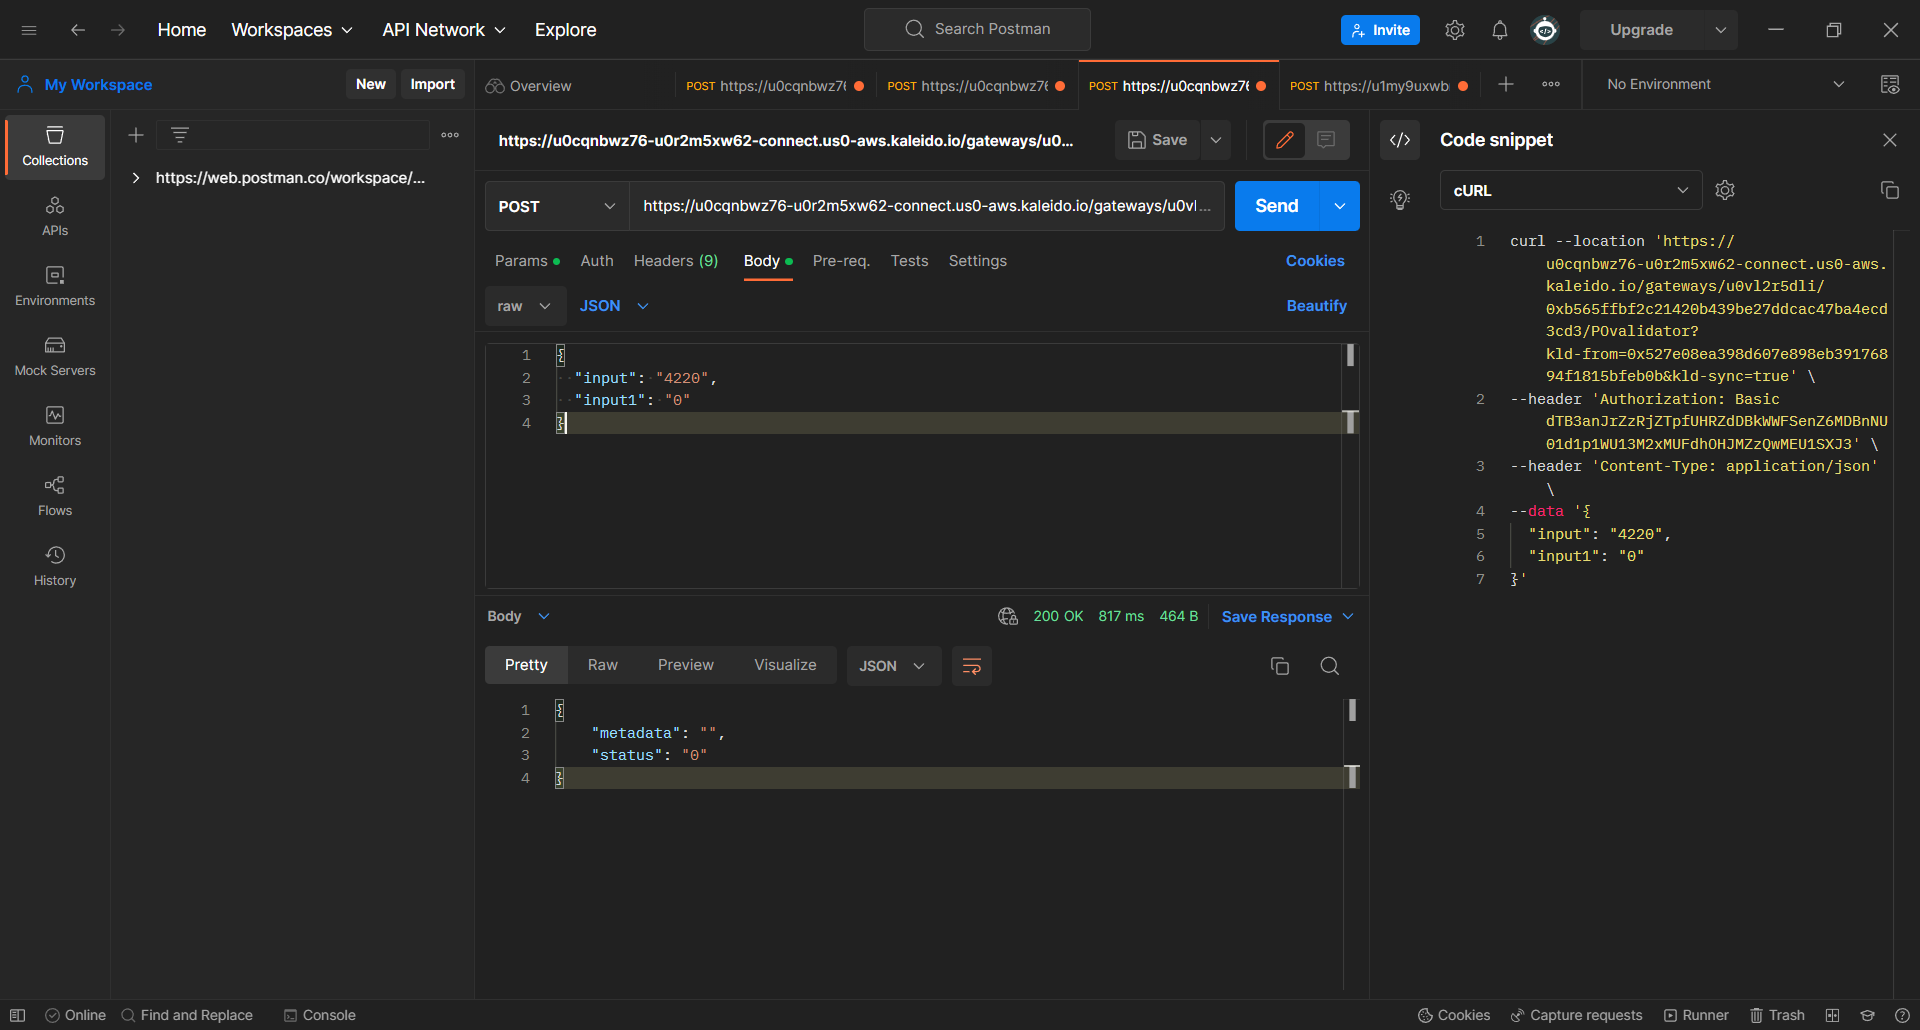 Home Workspaces API Network Explore Search Postman Invite Upgrade
My Workspace New Import Overview POST https://u0cqnbwz76 POST https://u0cqnbwz76 POST https://u0cqnbwz76 POST https://u1my9uxwb No Environment
Collections
APIs
Environments
Mock Servers
Monitors
Flows
History
https://web.postman.co/workspace/...
https://u0cqnbwz76-u0r2m5xw62-connect.us0-aws.kaleido.io/gateways/u0... Save
POST https://u0cqnbwz76-u0r2m5xw62-connect.us0-aws.kaleido.io/gateways/u0vl... Send
Params Auth Headers (9) Body Pre-req. Tests Settings Cookies
raw JSON Beautify
1 {
2 "input": "4220",
3 "input1": "0"
4 }
Body 200 OK 817 ms 464 B Save Response
Pretty Raw Preview Visualize JSON
1 {
2 "metadata": "",
3 "status": "0"
4 }
</> Code snippet
cURL
1 curl --location 'https://
u0cqnbwz76-u0r2m5xw62-connect.us0-aws.
kaleido.io/gateways/u0vl2r5dli/
0xb565ffbf2c21420b439be27ddcac47ba4ecd
3cd3/POvalidator?
kld-from=0x527e08ea398d607e898eb391768
94f1815bfeb0b&kld-sync=true' \
2 --header 'Authorization: Basic
dTB3anJrZzRjZTpfUHRZdDBkWWFSenZ6MDBnNU
01d1p1WU13M2xMUFdhOHJMZzQwMEU1SXJ3' \
3 --header 'Content-Type: application/json'
\
4 --data '{
5 "input": "4220",
6 "input1": "0"
7 }'
Online Find and Replace Console Cookies Capture requests Runner Trash